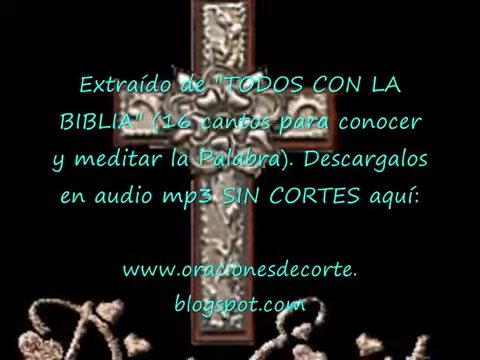 Extraído de "TODOS CON LA
BIBLIA" (16 cantos para conocer
y meditar la Palabra). Descargalos
en audio mp3 SIN CORTES aquí:
www.oracionesdecorte.
blogspot.com